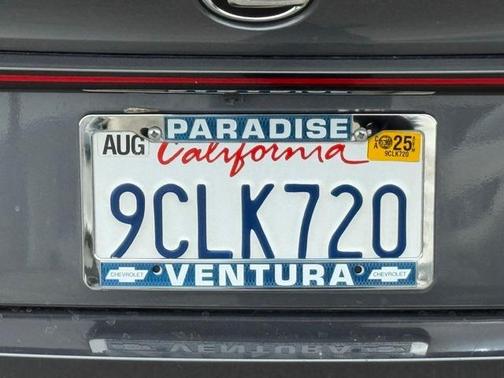 PARADISE
AUG California 25
9CLK720
9CLK720
CHEVROLET VENTURA CHEVROLET